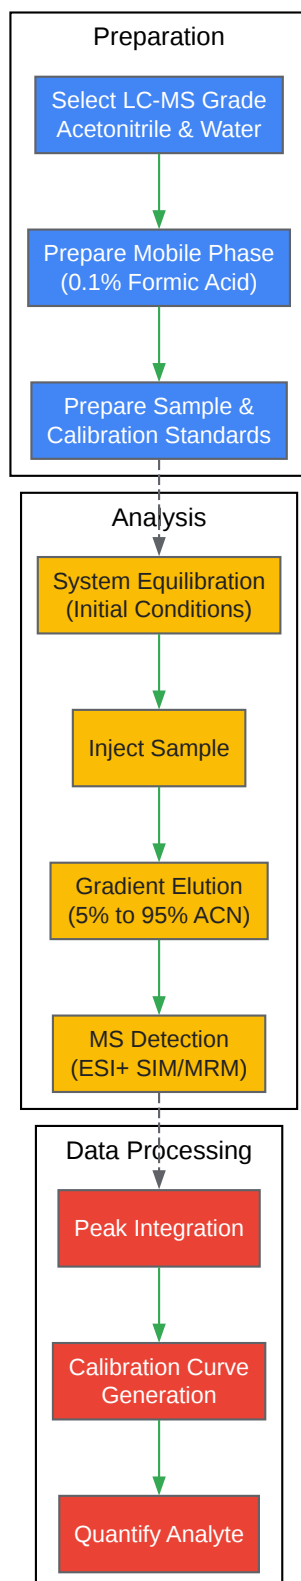 Preparation
Select LC-MS Grade
Acetonitrile & Water
Prepare Mobile Phase
(0.1% Formic Acid)
Prepare Sample &
Calibration Standards
Analysis
System Equilibration
(Initial Conditions)
Inject Sample
Gradient Elution
(5% to 95% ACN)
MS Detection
(ESI+ SIM/MRM)
Data Processing
Peak Integration
Calibration Curve
Generation
Quantify Analyte